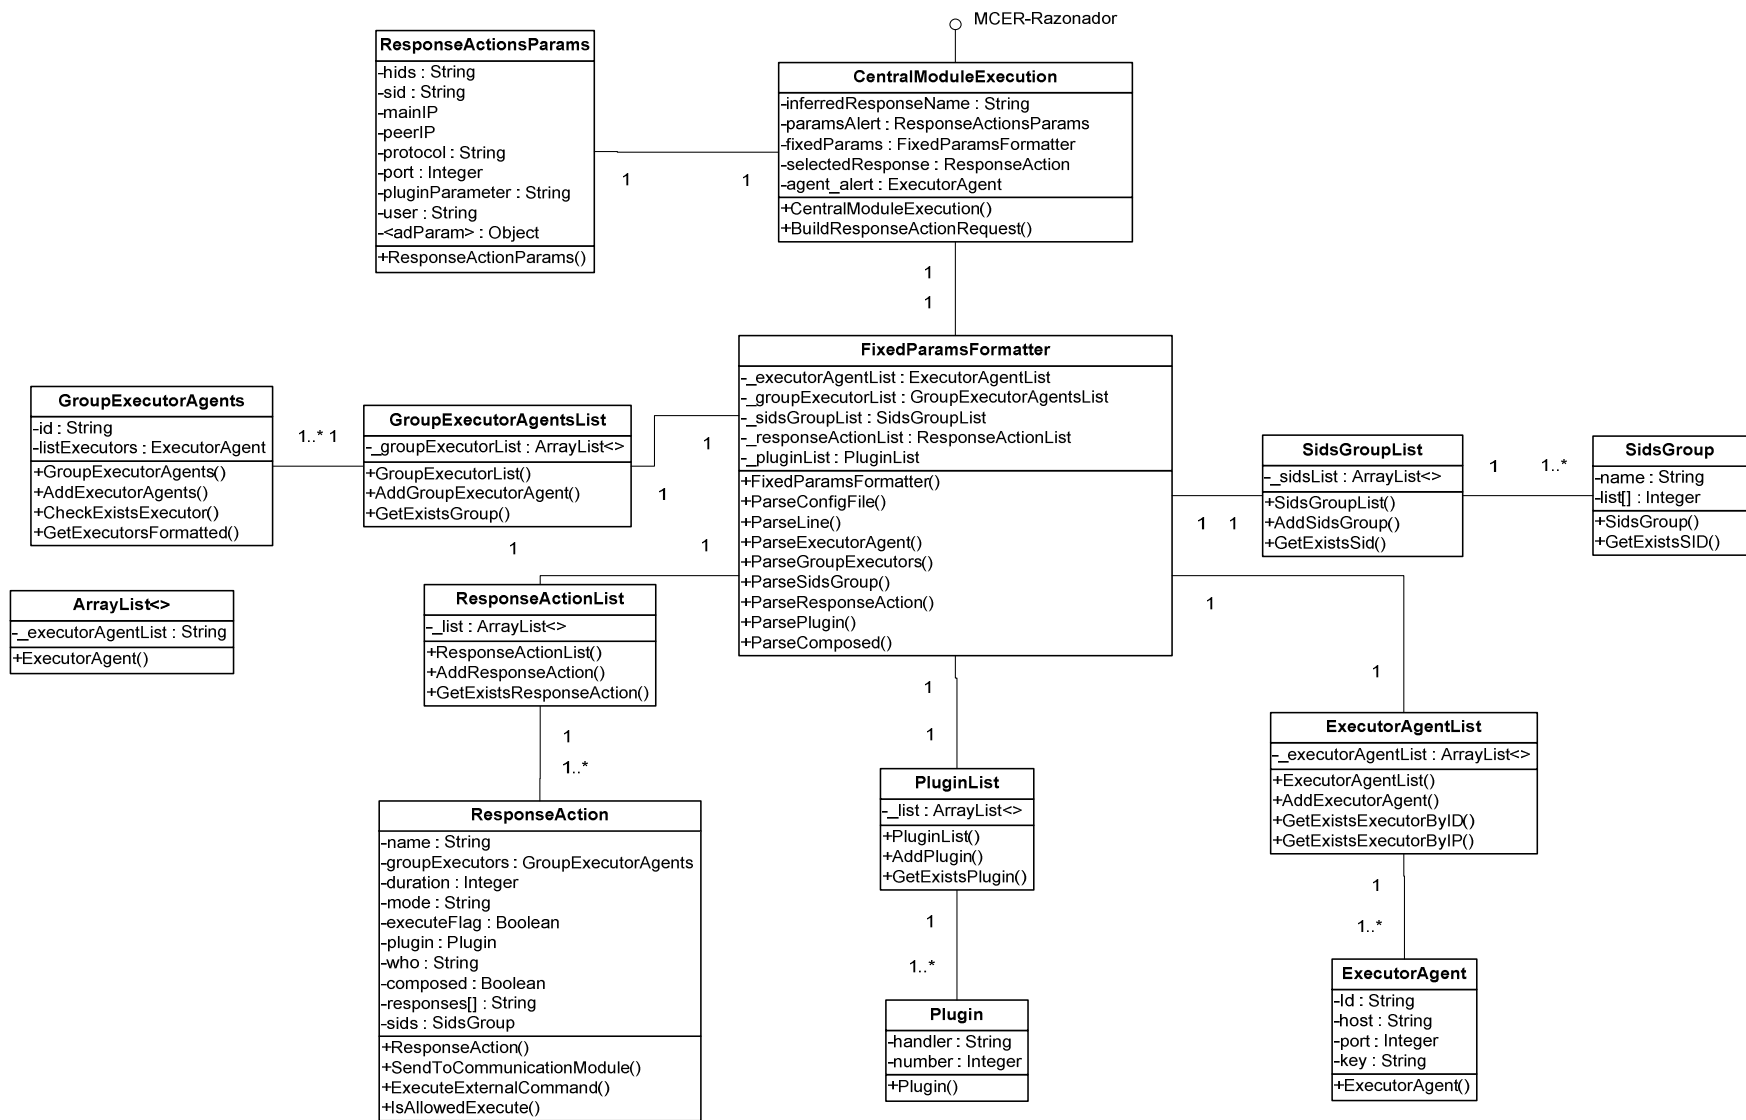 MCER-Razonador
ResponseActionsParams
-hids : String
-sid : String
-mainIP
-peerIP
-protocol : String
-port : Integer
-pluginParameter : String
-user : String
-<adParam> : Object
+ResponseActionParams()
CentralModuleExecution
-inferredResponseName : String
-paramsAlert : ResponseActionsParams
-fixedParams : FixedParamsFormatter
-selectedResponse : ResponseAction
-agent_alert : ExecutorAgent
+CentralModuleExecution()
+BuildResponseActionRequest()
1
1
1
1
FixedParamsFormatter
-_executorAgentList : ExecutorAgentList
-_groupExecutorList : GroupExecutorAgentsList
-_sidsGroupList : SidsGroupList
-_responseActionList : ResponseActionList
-_pluginList : PluginList
+FixedParamsFormatter()
+ParseConfigFile()
+ParseLine()
+ParseExecutorAgent()
+ParseGroupExecutors()
+ParseSidsGroup()
+ParseResponseAction()
+ParsePlugin()
+ParseComposed()
GroupExecutorAgents
-id : String
-listExecutors : ExecutorAgent
+GroupExecutorAgents()
+AddExecutorAgents()
+CheckExistsExecutor()
+GetExecutorsFormatted()
1..* 1
GroupExecutorAgentsList
-_groupExecutorList : ArrayList<>
+GroupExecutorList()
+AddGroupExecutorAgent()
+GetExistsGroup()
1
1
SidsGroupList
-_sidsList : ArrayList<>
+SidsGroupList()
+AddSidsGroup()
+GetExistsSid()
1 1
1 1..*
SidsGroup
-name : String
-list[] : Integer
+SidsGroup()
+GetExistsSID()
ArrayList<>
-_executorAgentList : String
+ExecutorAgent()
1
1
ResponseActionList
-_list : ArrayList<>
+ResponseActionList()
+AddResponseAction()
+GetExistsResponseAction()
1
1..*
ResponseAction
-name : String
-groupExecutors : GroupExecutorAgents
-duration : Integer
-mode : String
-executeFlag : Boolean
-plugin : Plugin
-who : String
-composed : Boolean
-responses[] : String
-sids : SidsGroup
+ResponseAction()
+SendToCommunicationModule()
+ExecuteExternalCommand()
+IsAllowedExecute()
1
1
PluginList
-_list : ArrayList<>
+PluginList()
+AddPlugin()
+GetExistsPlugin()
1
1..*
Plugin
-handler : String
-number : Integer
+Plugin()
1
1
ExecutorAgentList
-_executorAgentList : ArrayList<>
+ExecutorAgentList()
+AddExecutorAgent()
+GetExistsExecutorByID()
+GetExistsExecutorByIP()
1
1..*
ExecutorAgent
-Id : String
-host : String
-port : Integer
-key : String
+ExecutorAgent()